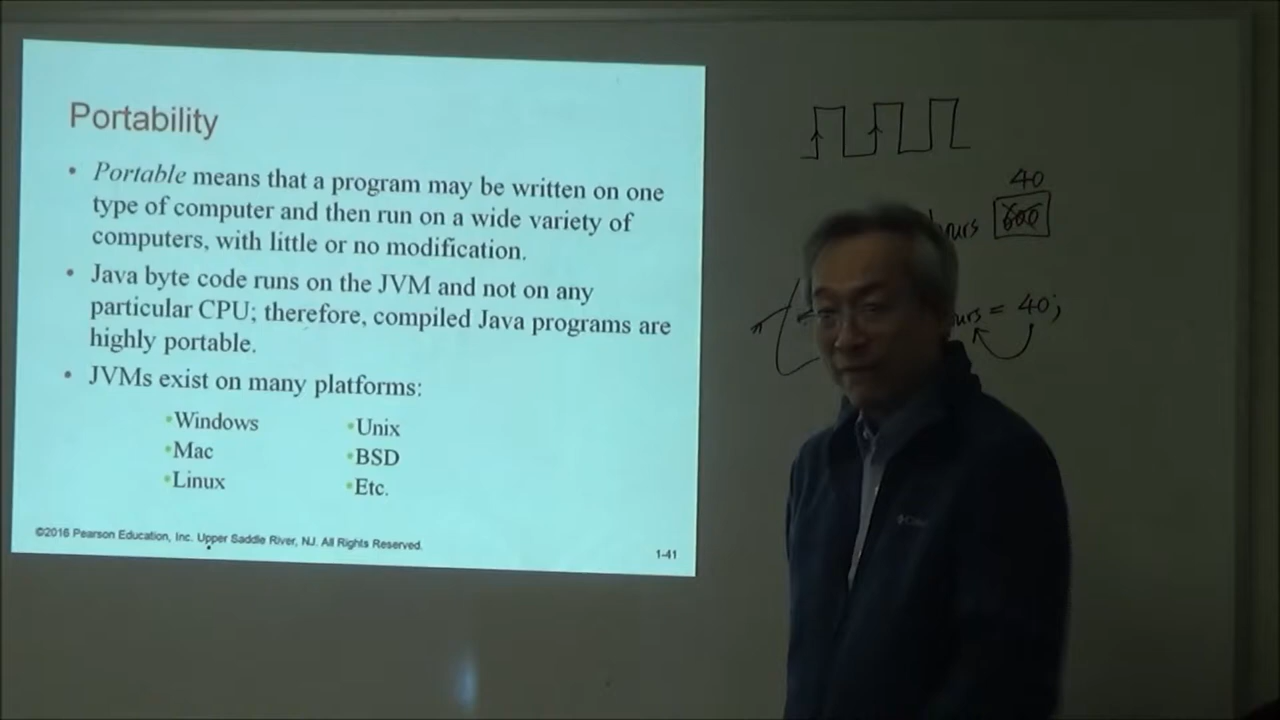 Portability
• Portable means that a program may be written on one
type of computer and then run on a wide variety of
computers, with little or no modification.
• Java byte code runs on the JVM and not on any
particular CPU; therefore, compiled Java programs are
highly portable.
• JVMs exist on many platforms:
•Windows
•Mac
•Linux
•Unix
•BSD
•Etc.
©2016 Pearson Education, Inc. Upper Saddle River, NJ. All Rights Reserved.
1-41
40
= 40;